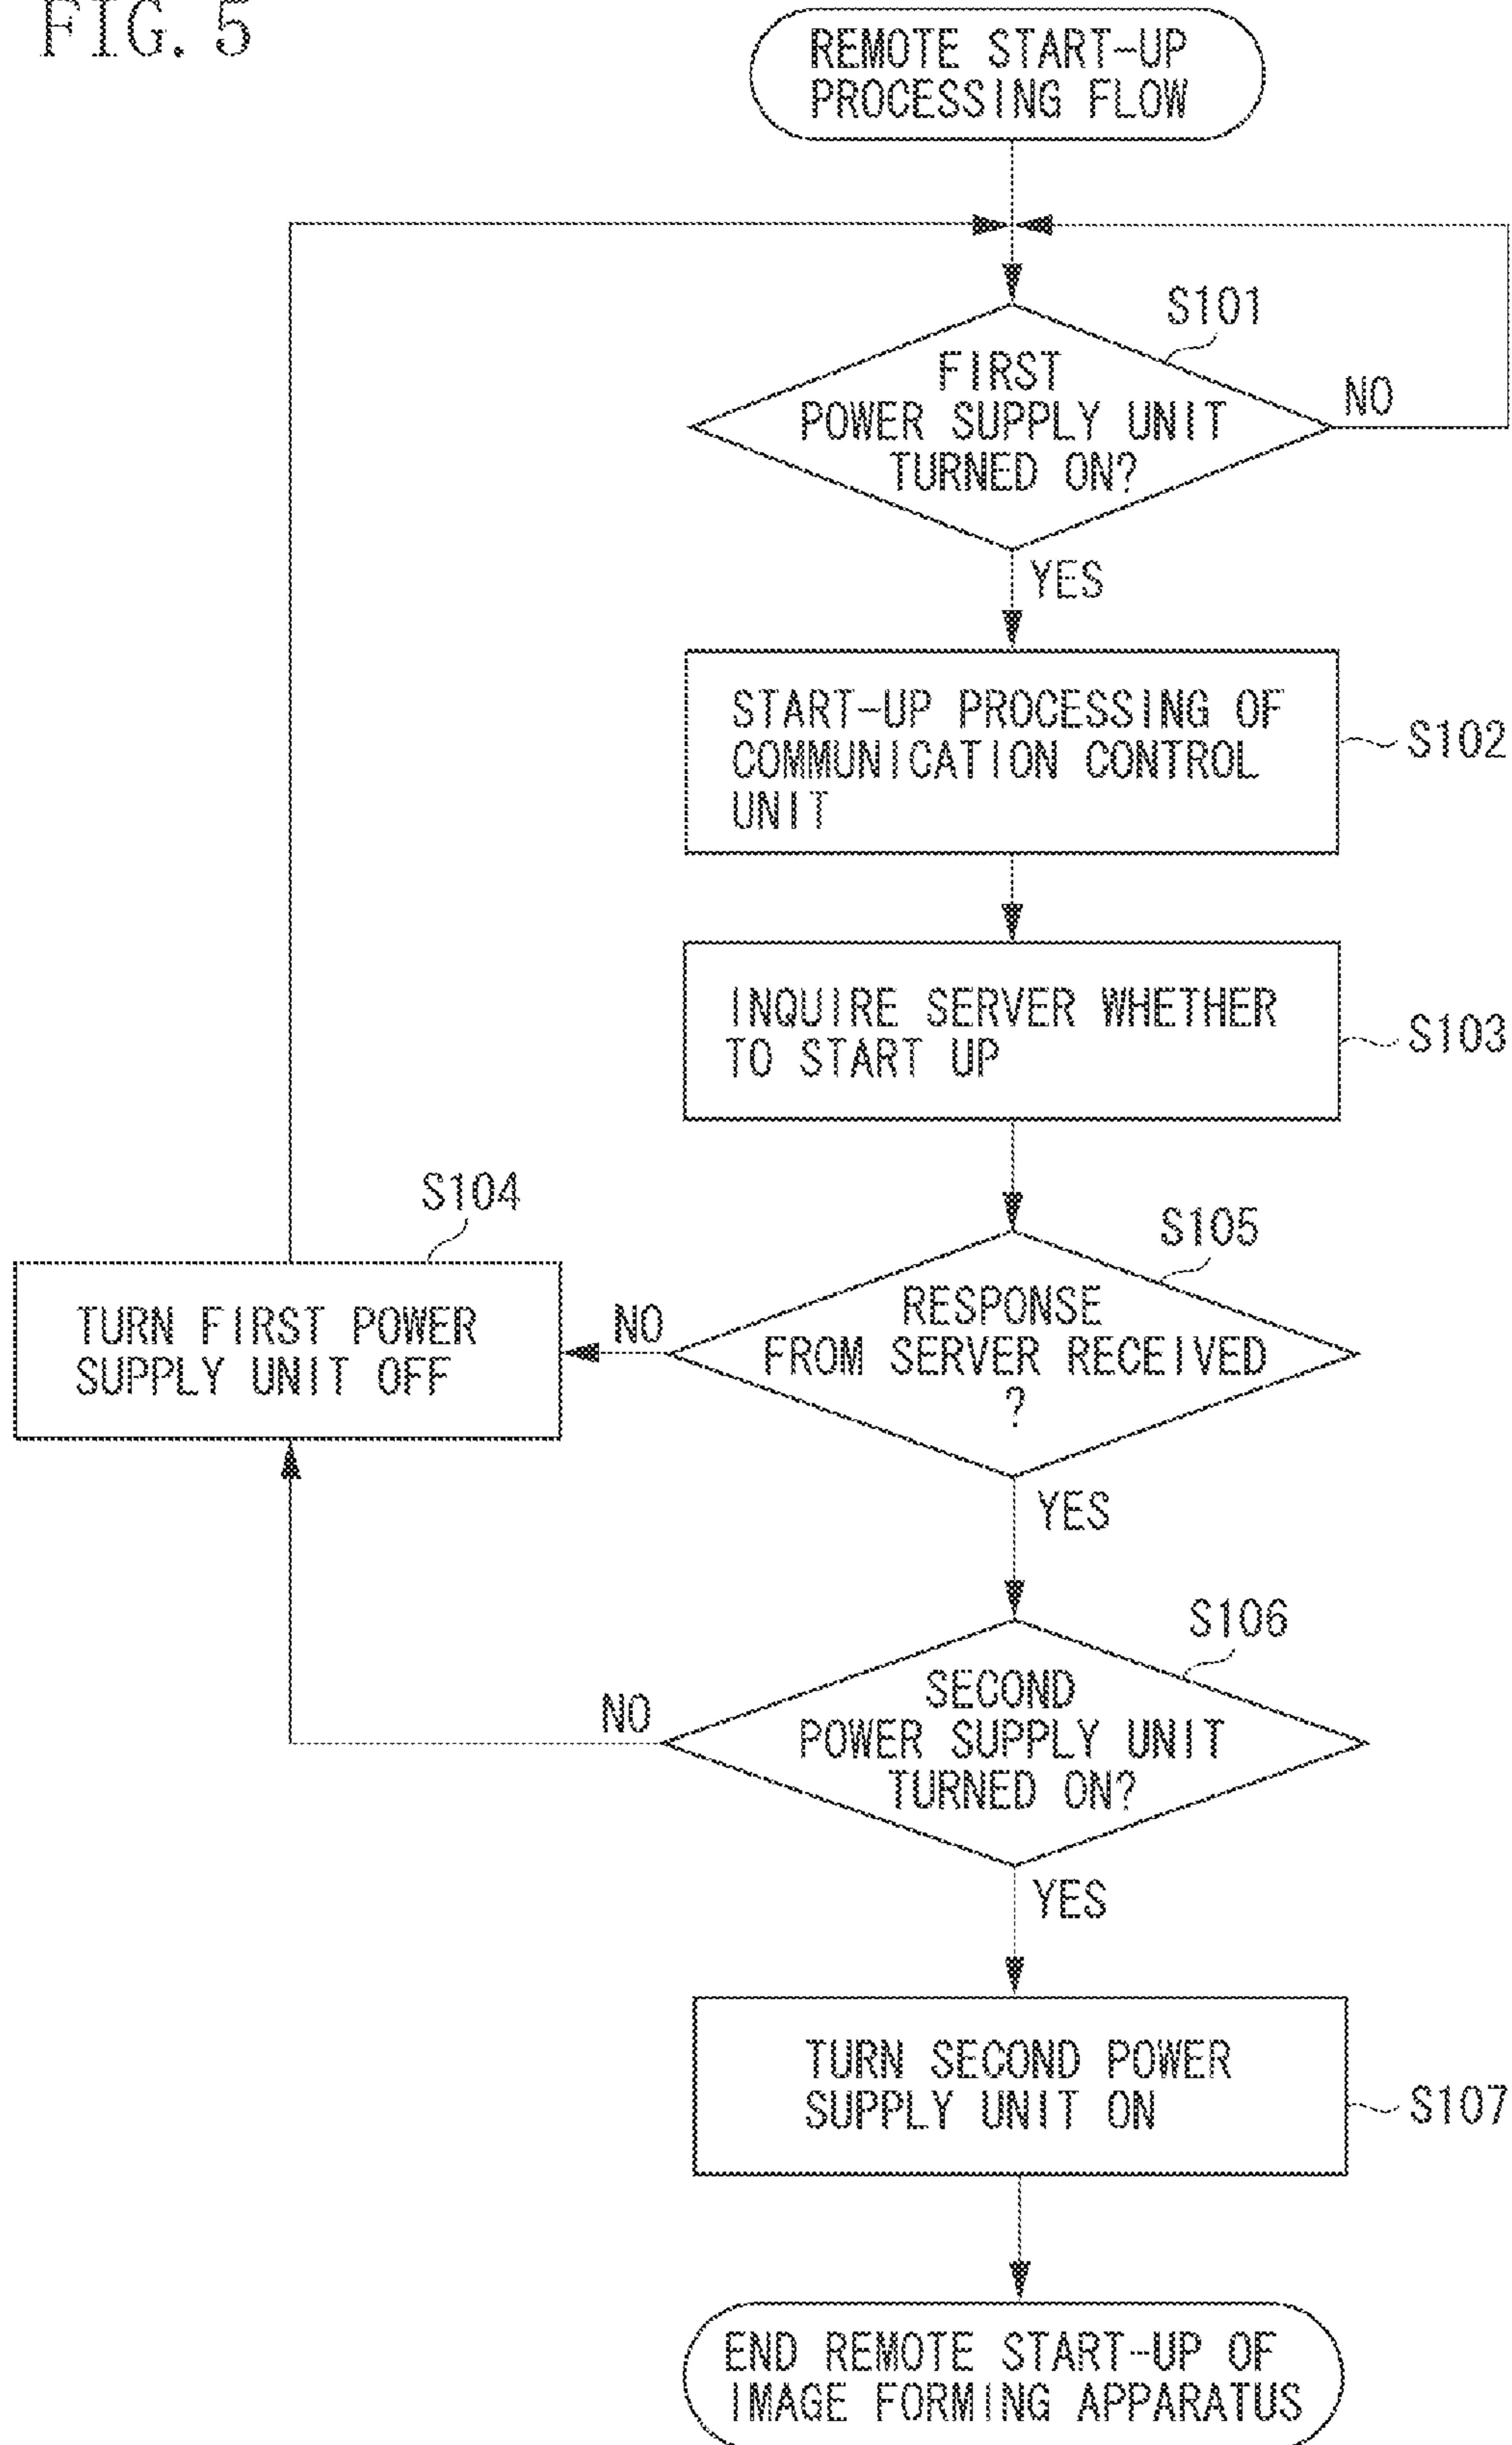 FIG. 5
REMOTE START-UP
PROCESSING FLOW
S101
FIRST
POWER SUPPLY UNIT
TURNED ON?
NO
YES
START-UP PROCESSING OF
COMMUNICATION CONTROL
UNIT
S102
INQUIRE SERVER WHETHER
TO START UP
S103
S104
TURN FIRST POWER
SUPPLY UNIT OFF
NO
S105
RESPONSE
FROM SERVER RECEIVED
?
YES
S106
SECOND
POWER SUPPLY UNIT
TURNED ON?
NO
YES
TURN SECOND POWER
SUPPLY UNIT ON
S107
END REMOTE START-UP OF
IMAGE FORMING APPARATUS